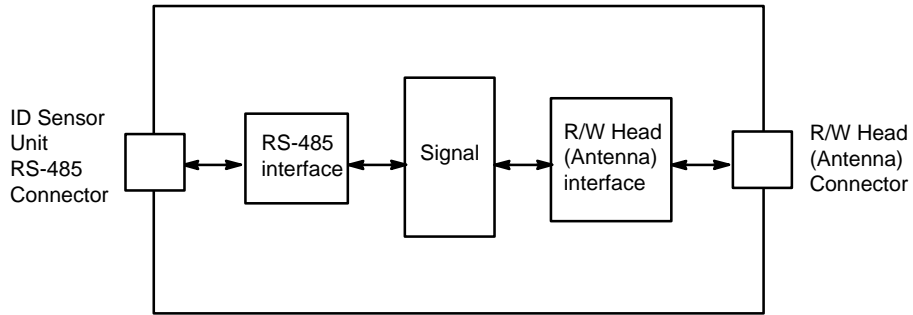 ID Sensor
Unit
RS-485
Connector
RS-485
interface
Signal
R/W Head
(Antenna)
interface
R/W Head
(Antenna)
Connector